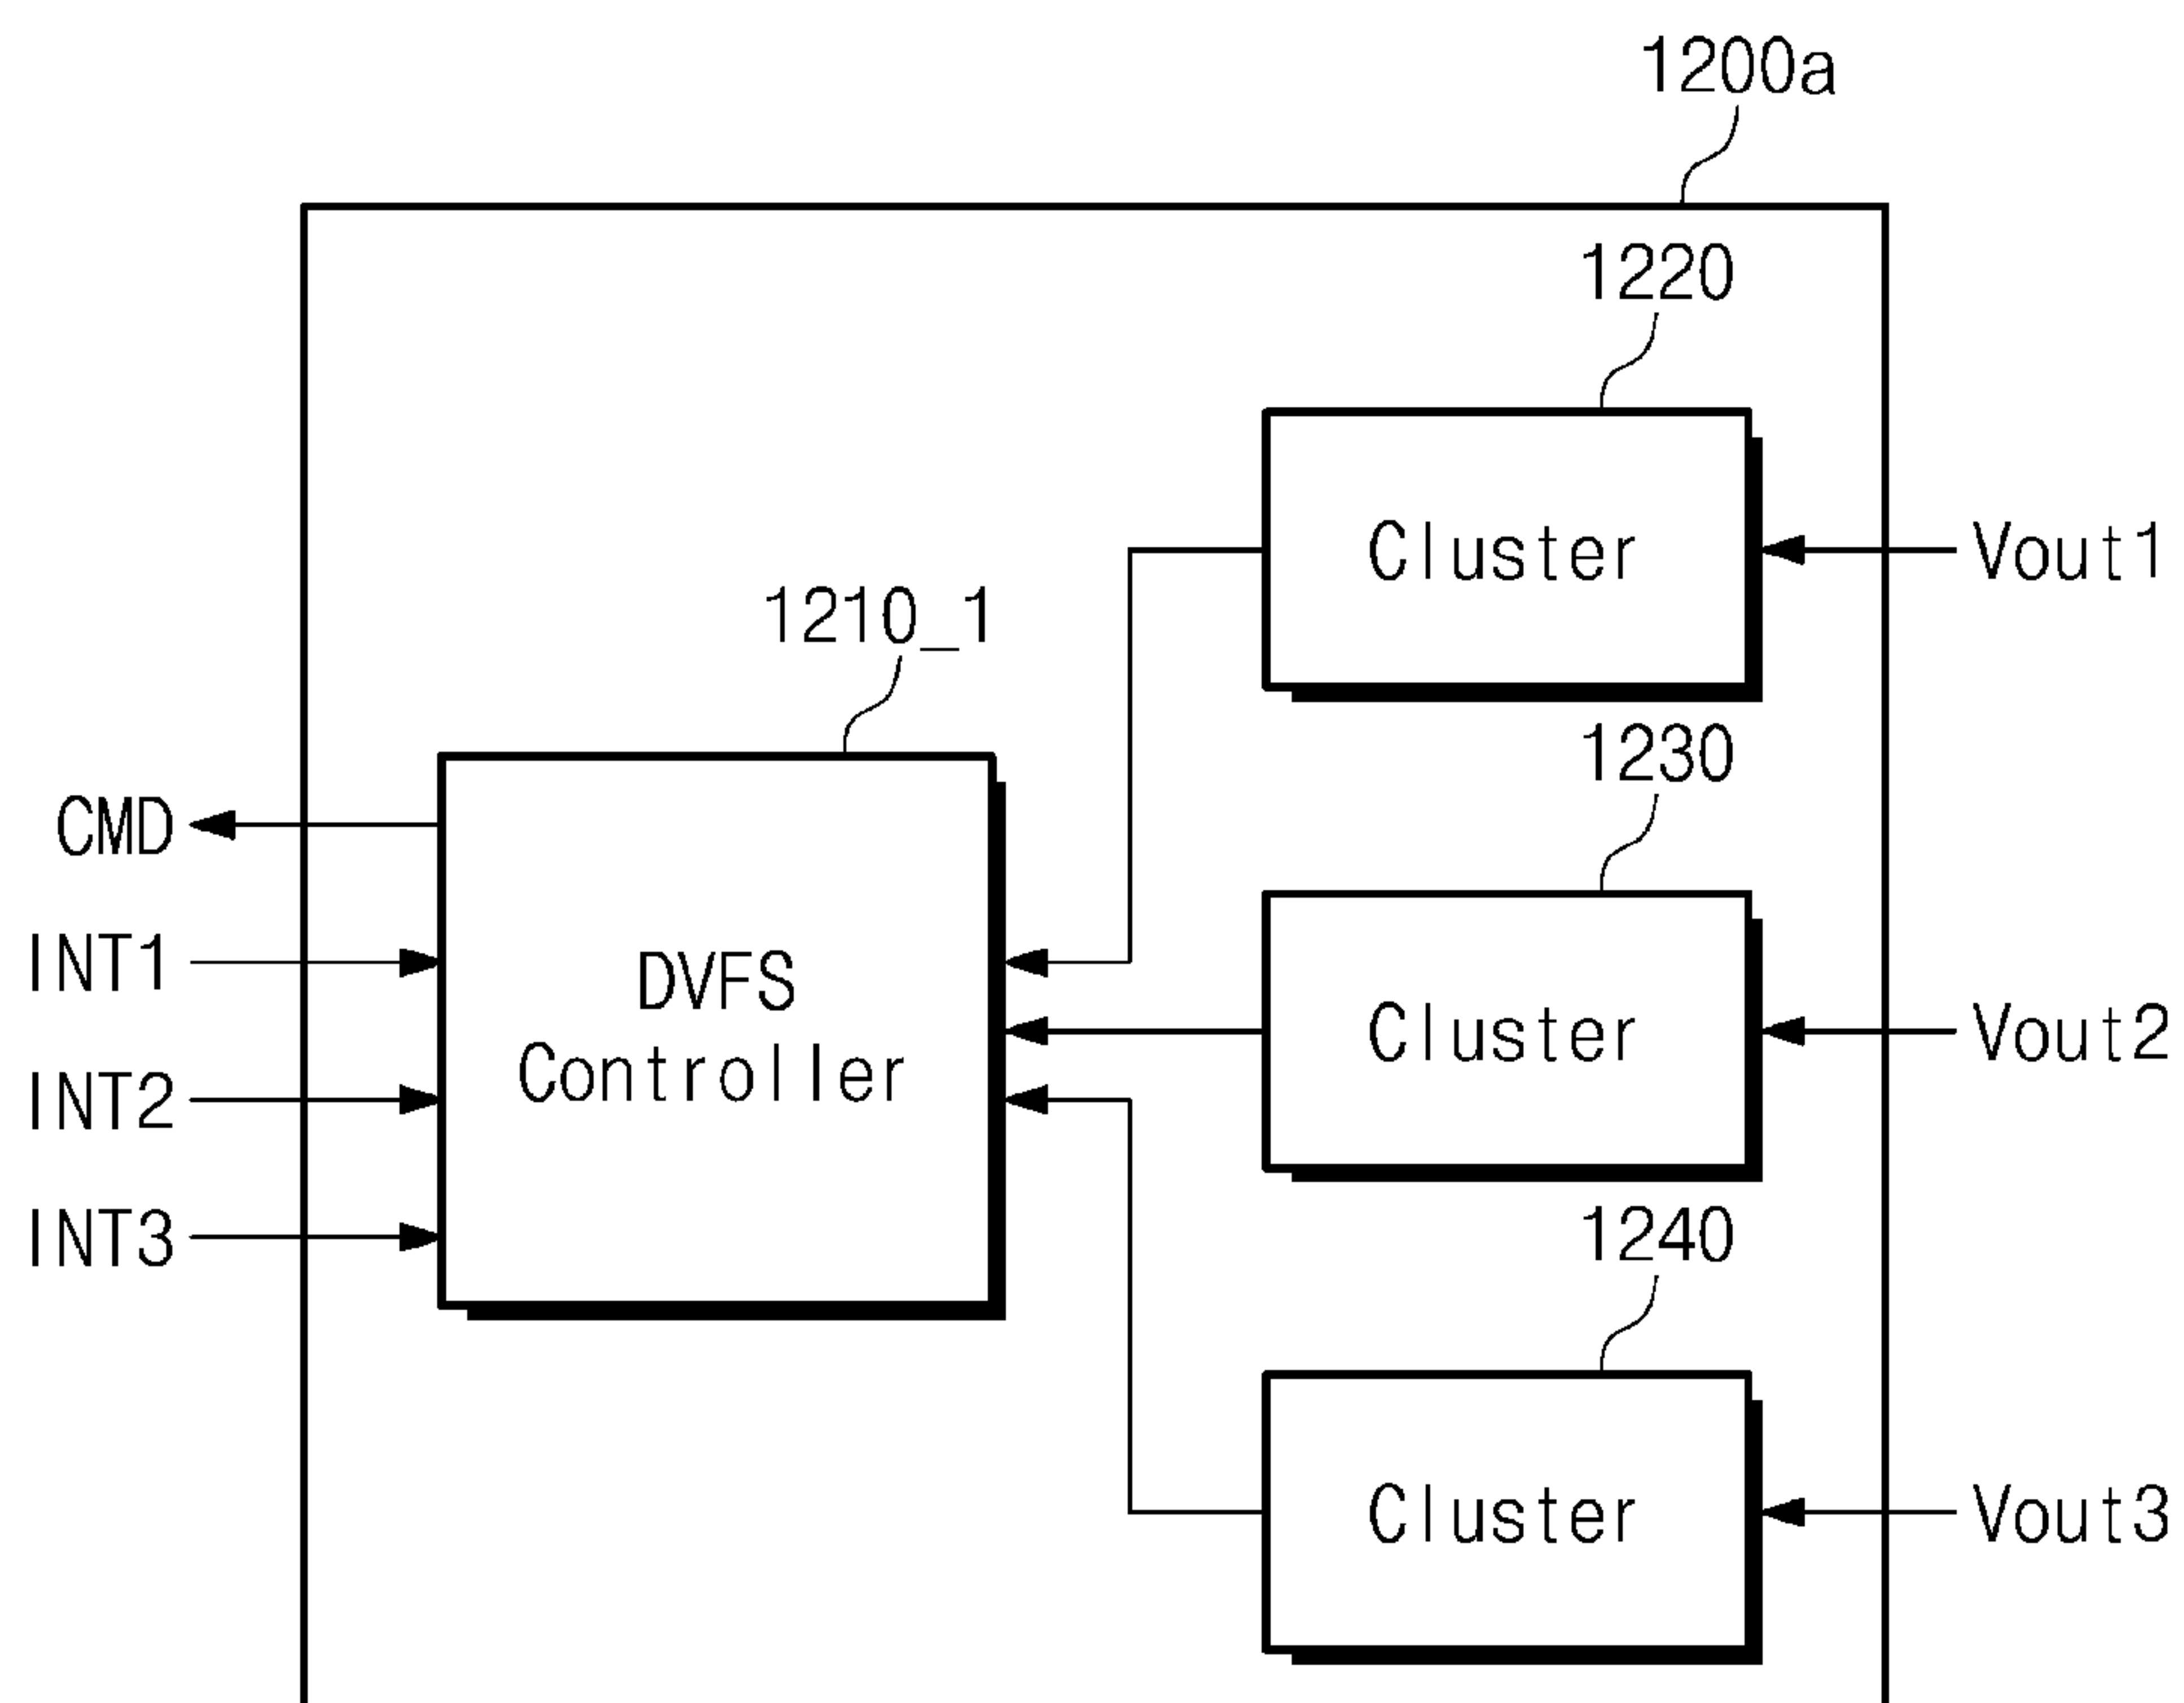 1200a
1220
Cluster
Vout1
1210_1
1230
CMD
INT1
DVFS
Controller
Cluster
Vout2
INT2
INT3
1240
Cluster
Vout3